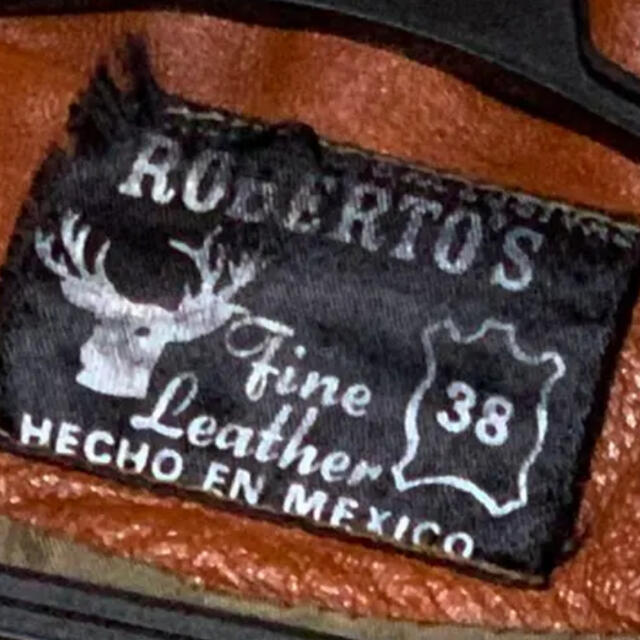 ROBERTO'S
Fine
Leather
38
HECHO EN MEXICO